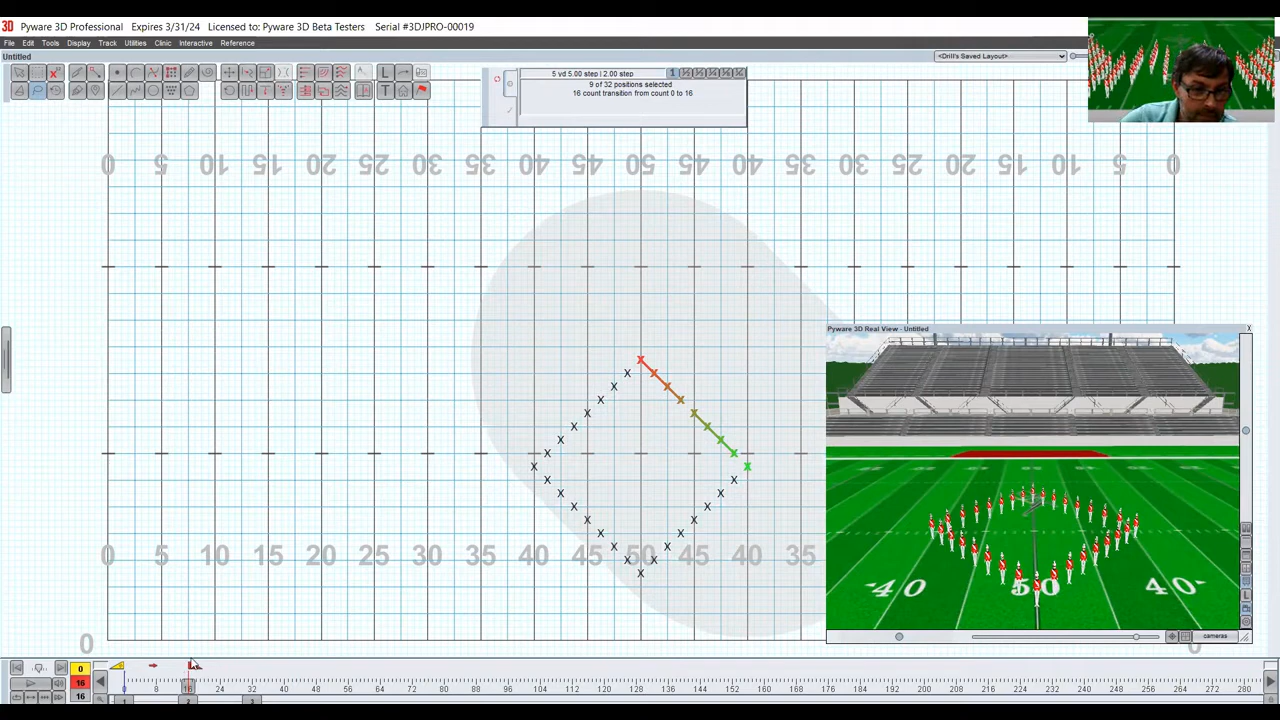 3D Pyware 3D Professional Expires 3/31/24 Licensed to: Pyware 3D Beta Testers Serial #3DJPRO-00019
File Edit Notes Display Track Utilities Clinic Interactive Reference
Untitled
<Drill's Saved Layout>
5 yd 5.00 step | 2.00 step
9 of 32 positions selected
16 count transition from count 0 to 16
0 5 10 15 20 25 30 35 40 45 50 45 40 35 30 25 20 15 10 5 0
Pyware 3D Real View - Untitled X
0 5 10 15 20 25 30 35 40 45 50 45 40 35
40 50 40
0
cameras
0
16
16
0 8 16 24 32 40 48 56 64 72 80 88 96 104 112 120 128 136 144 152 160 168 176 184 192 200 208 216 224 232 240 248 256 264 272 280
1 2 3